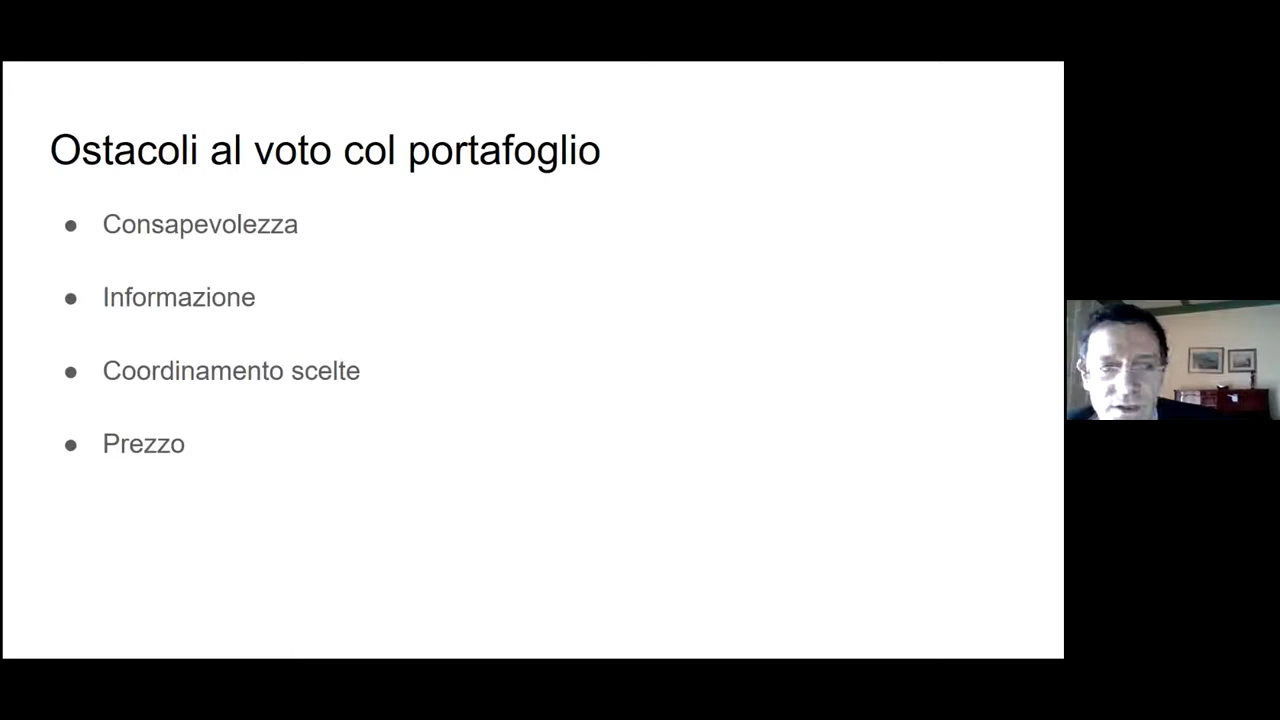 Ostacoli al voto col portafoglio
● Consapevolezza
● Informazione
● Coordinamento scelte
● Prezzo